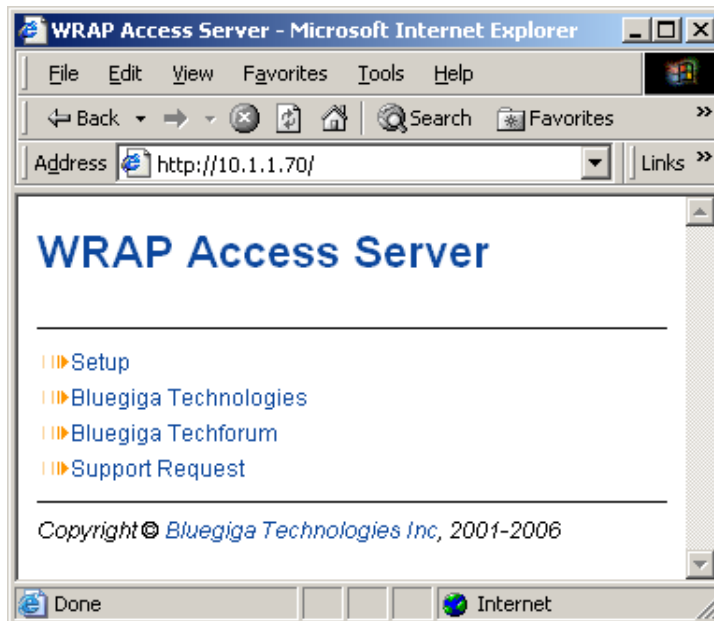 WRAP Access Server - Microsoft Internet Explorer
File Edit View Favorites Tools Help
Back Search Favorites »
Address http://10.1.1.70/ Links »
WRAP Access Server
Setup
Bluegiga Technologies
Bluegiga Techforum
Support Request
Copyright © Bluegiga Technologies Inc, 2001-2006
Done Internet